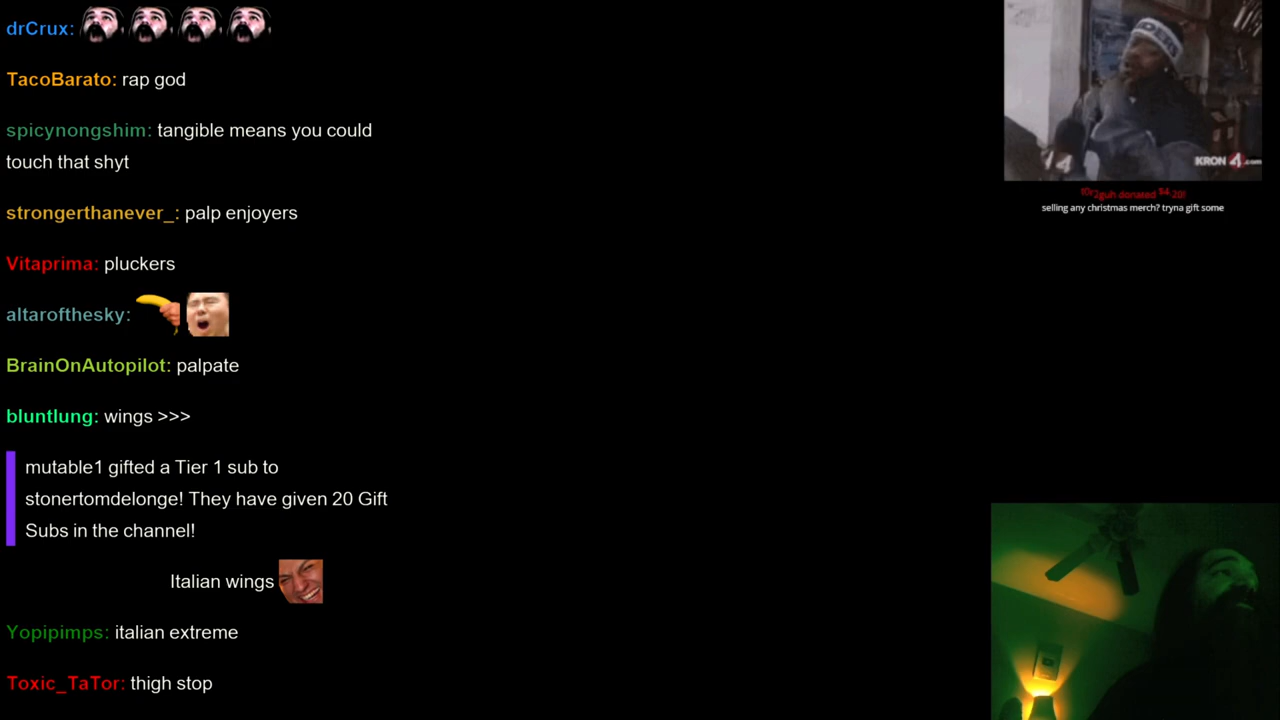 drCrux:
TacoBarato: rap god
spicynongshim: tangible means you could
touch that shyt
strongerthanever_: palp enjoyers
Vitaprima: pluckers
altarofthesky:
BrainOnAutopilot: palpate
bluntlung: wings >>>
mutable1 gifted a Tier 1 sub to
stonertomdelonge! They have given 20 Gift
Subs in the channel!
Italian wings
Yopipimps: italian extreme
Toxic_TaTor: thigh stop
KRON 4.com
donated
selling any christmas merch? tryna gift some